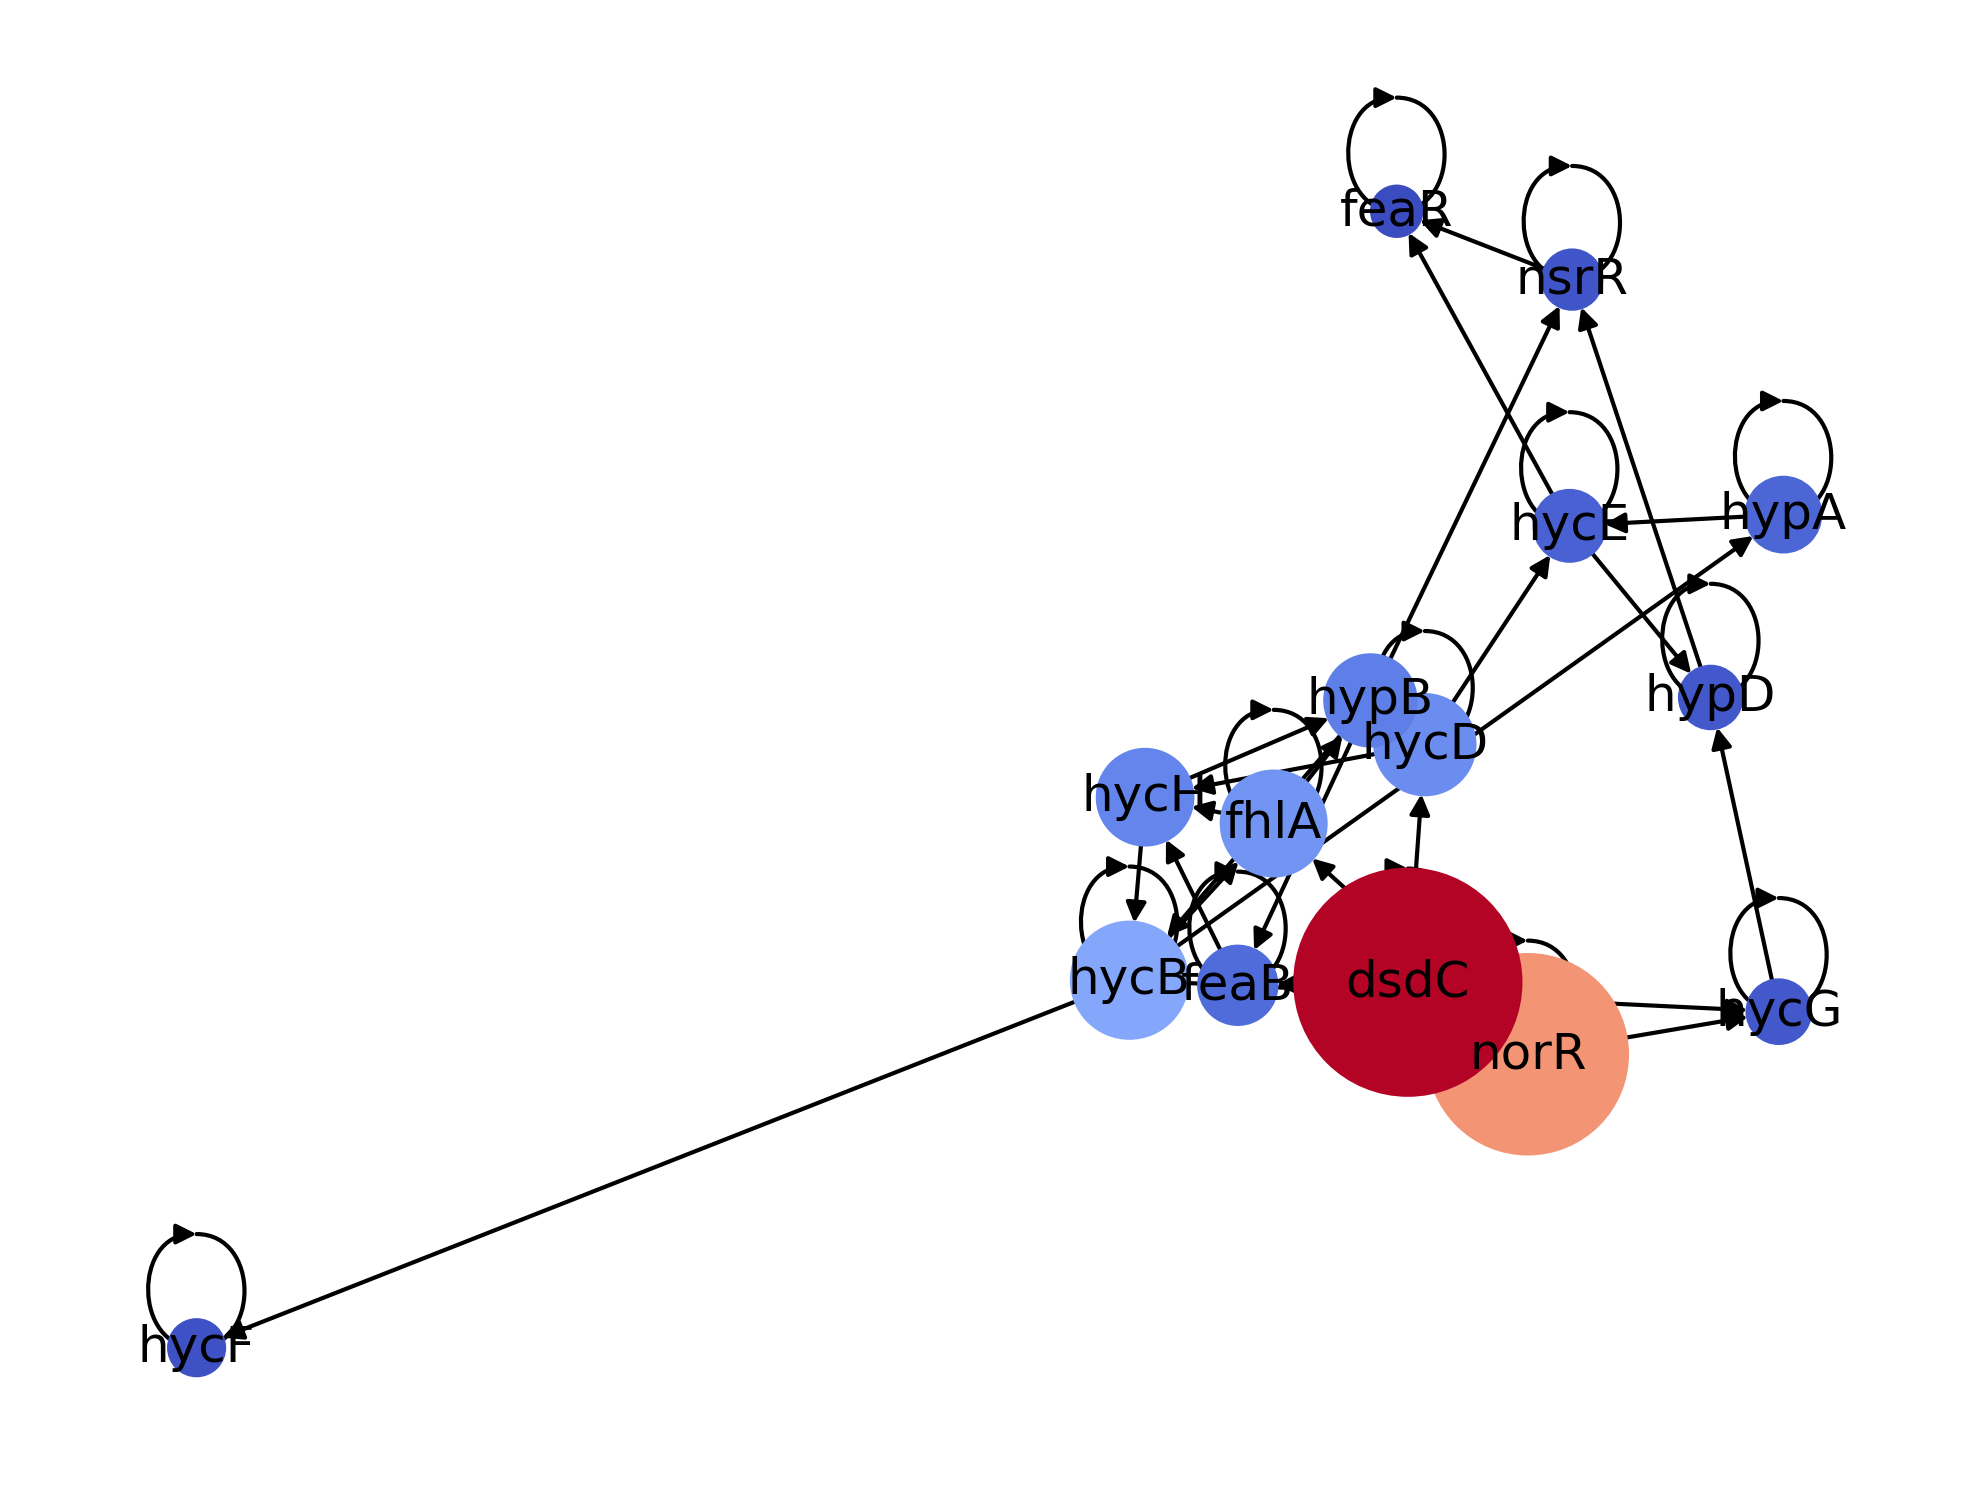 feaR
nsrR
hycE
hypA
hypB
hypD
hycD
hycH
fhlA
hycB
feaB
dsdC
hycG
norR
hycF